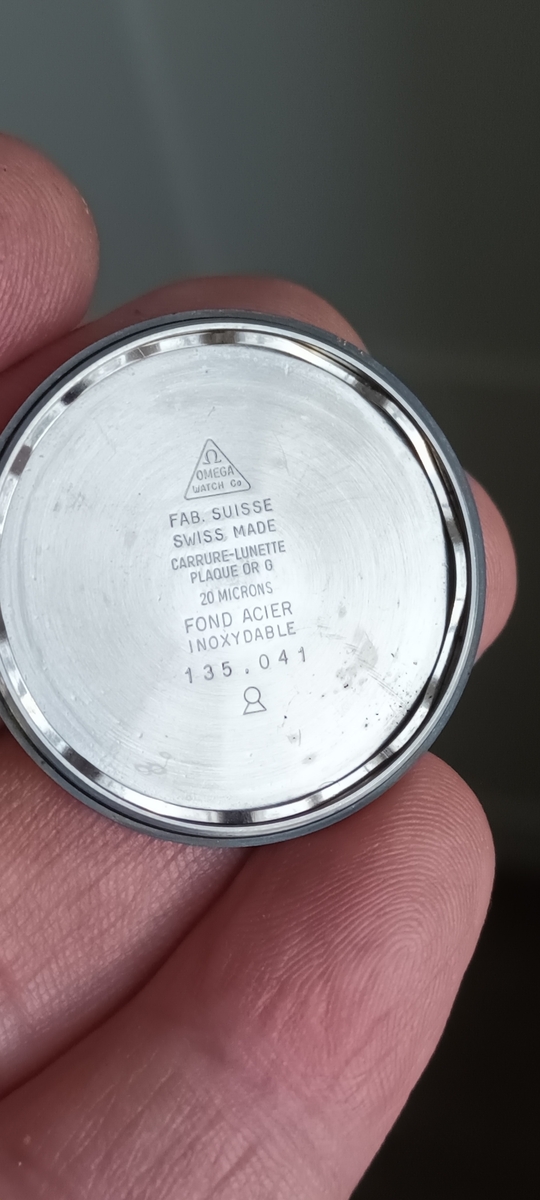 Ω
OMEGA
WATCH Co
FAB. SUISSE
SWISS MADE
CARRURE-LUNETTE
PLAQUE OR G
20 MICRONS
FOND ACIER
INOXYDABLE
135.041